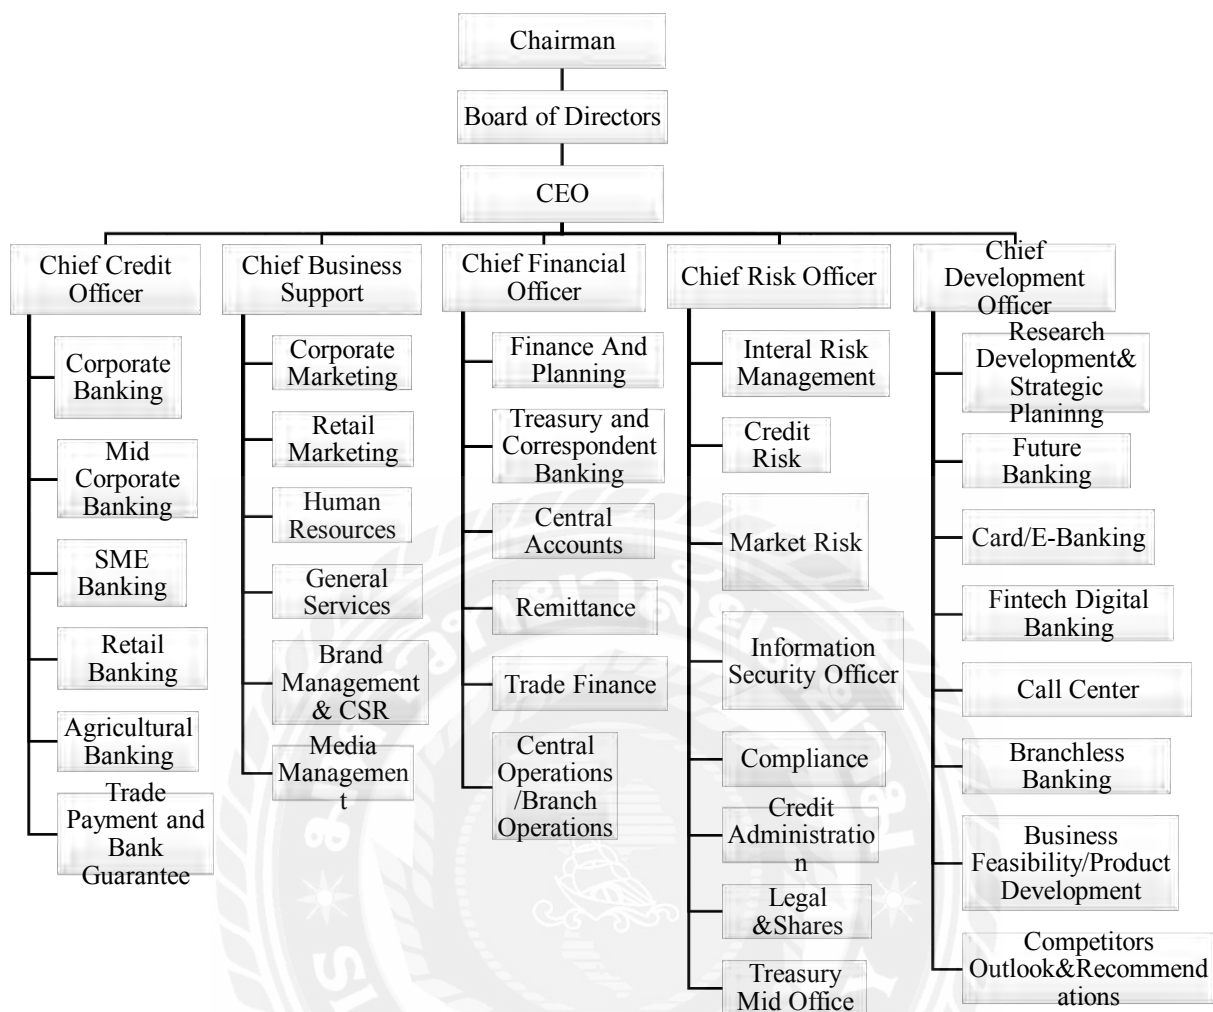 Chairman
Board of Directors
CEO
Chief Credit
Officer
Corporate
Banking
Mid
Corporate
Banking
SME
Banking
Retail
Banking
Agricultural
Banking
Trade
Payment and
Bank
Guarantee
Chief Business
Support
Corporate
Marketing
Retail
Marketing
Human
Resources
General
Services
Brand
Management
& CSR
Media
Managemen
t
Chief Financial
Officer
Finance And
Planning
Treasury and
Correspondent
Banking
Central
Accounts
Remittance
Trade Finance
Central
Operations
/Branch
Operations
Chief Risk Officer
Interal Risk
Management
Credit
Risk
Market Risk
Information
Security Officer
Compliance
Credit
Administratio
n
Legal
&Shares
Treasury
Mid Office
Chief
Development
Officer
Research
Development&
Strategic
Planinng
Future
Banking
Card/E-Banking
Fintech Digital
Banking
Call Center
Branchless
Banking
Business
Feasibility/Product
Development
Competitors
Outlook&Recommend
ations